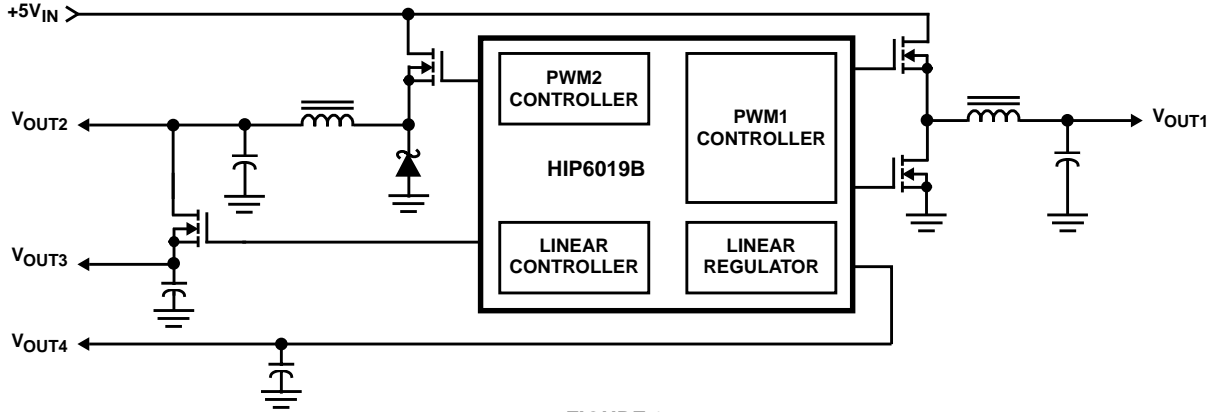 +5VIN
PWM2
CONTROLLER
PWM1
CONTROLLER
VOUT2
VOUT1
HIP6019B
VOUT3
LINEAR
CONTROLLER
LINEAR
REGULATOR
VOUT4